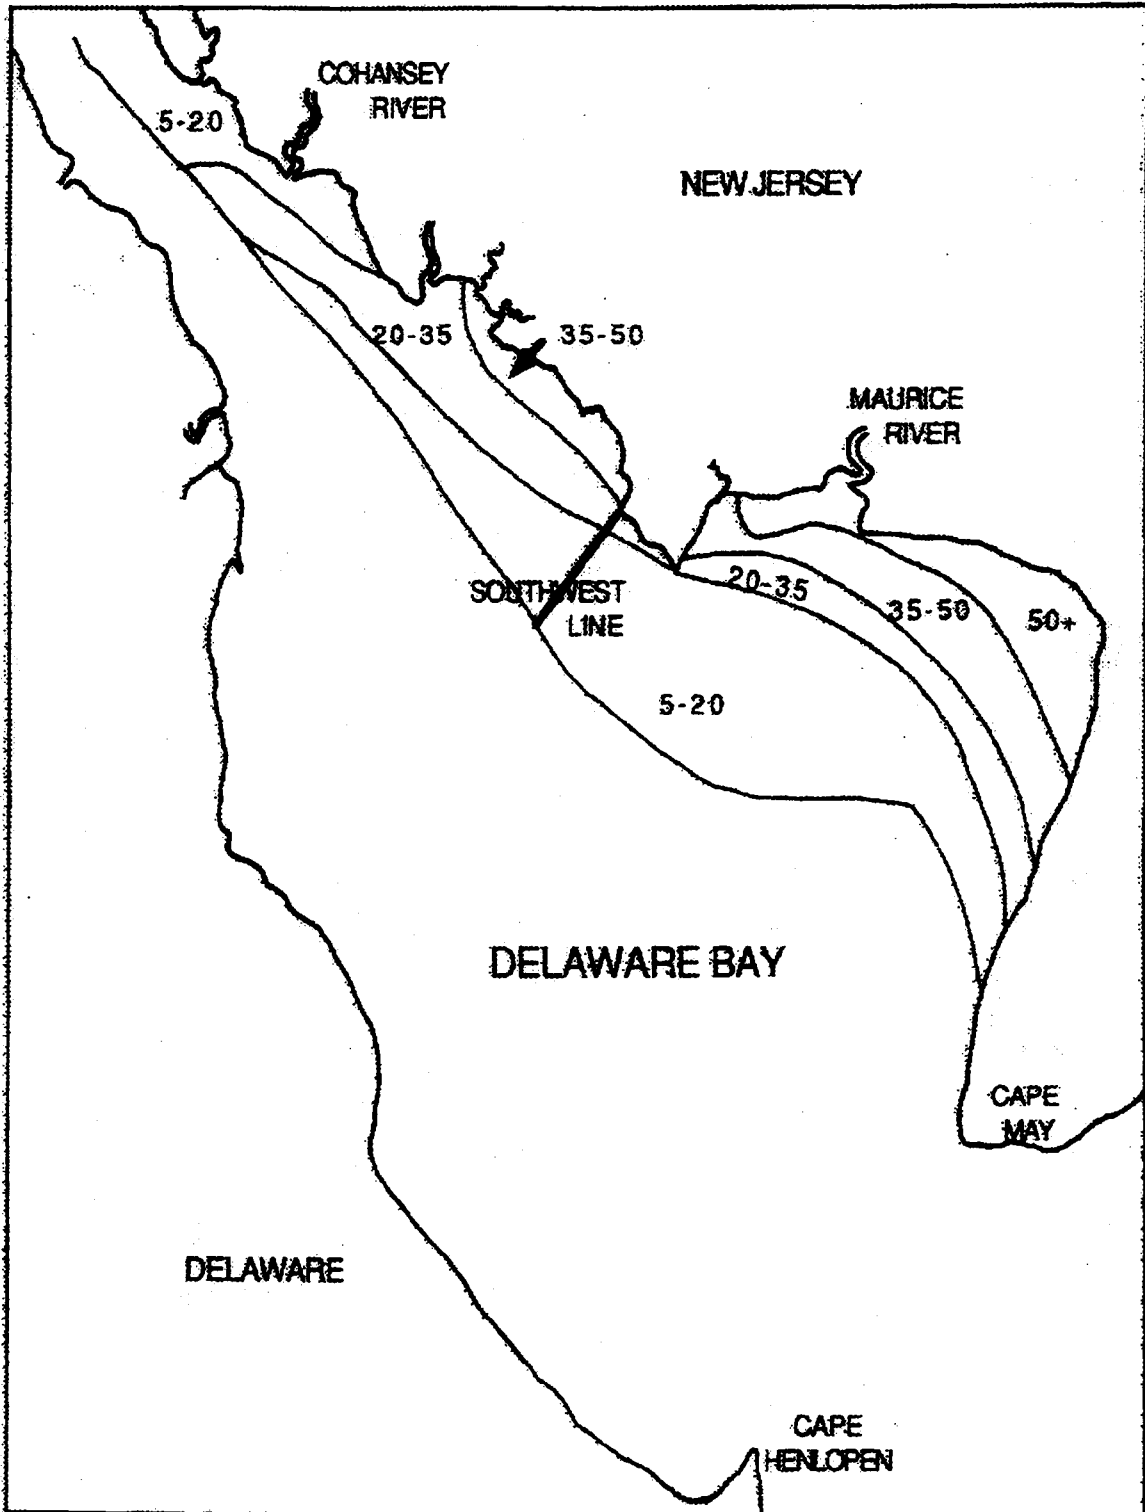 COHANSEY
RIVER
5-20
NEW JERSEY
20-35
35-50
MAURICE
RIVER
SOUTHWEST
LINE
20-35
35-50
50+
5-20
DELAWARE BAY
CAPE
MAY
DELAWARE
CAPE
HENLOPEN